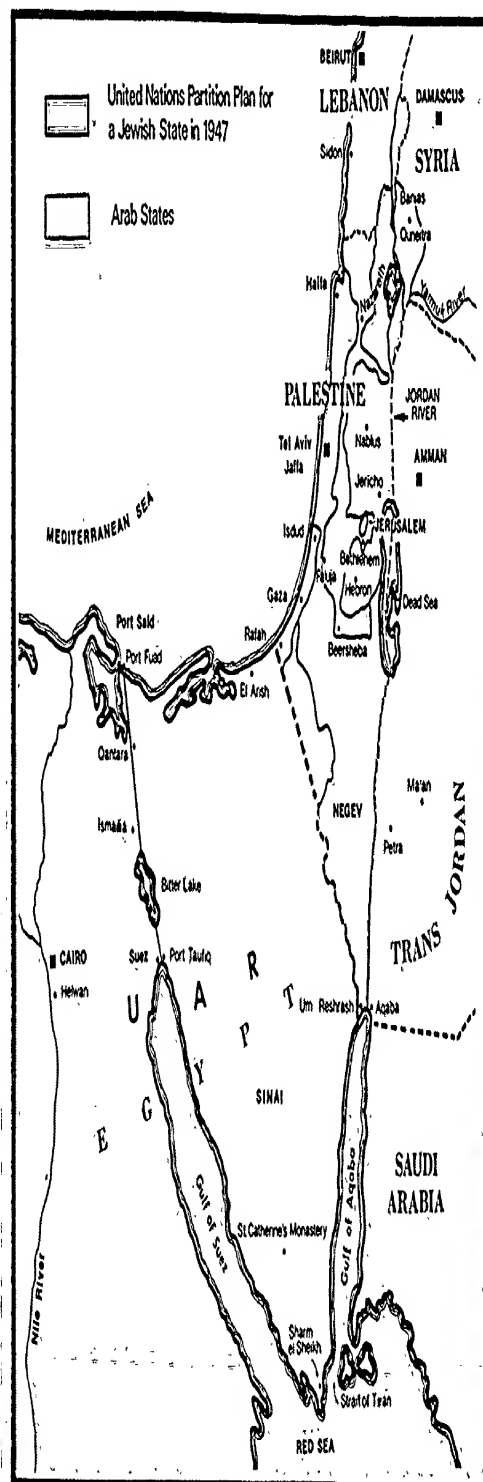 United Nations Partition Plan for
a Jewish State in 1947
Arab States
BEIRUT
LEBANON
DAMASCUS
Sidon
SYRIA
Banias
Qunertra
Haifa
Nazareth
Yarmuk River
PALESTINE
JORDAN
RIVER
Tel Aviv
Jaffa
Nablus
AMMAN
Jericho
MEDITERRANEAN SEA
Isdud
JERUSALEM
Bethlehem
Faluja
Hebron
Gaza
Dead Sea
Port Said
Rafah
Beersheba
Port Fuad
El Arish
Qantara
Ma'an
NEGEV
Ismailia
Petra
TRANS JORDAN
Bitter Lake
CAIRO
Suez
Port Taufiq
Helwan
U A R
Um Reshrash
Aqaba
EGYPT
SINAI
SAUDI
ARABIA
Gulf of Suez
Gulf of Aqaba
St. Catherine's Monastery
Nile River
Sharm
el Sheikh
Strait of Tiran
RED SEA